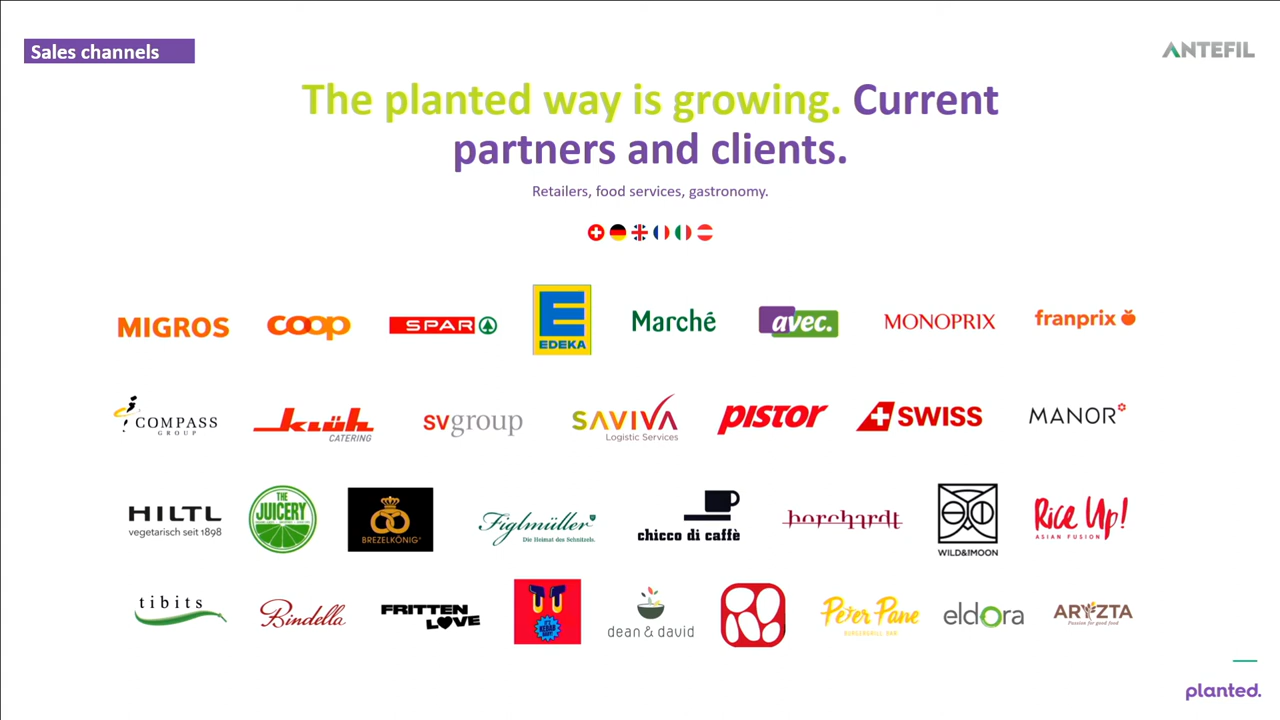 Sales channels
ANTEFIL
The planted way is growing. Current
partners and clients.
Retailers, food services, gastronomy.
MIGROS
coop
SPAR
E
EDEKA
Marché
avec.
MONOPRIX
franprix
COMPASS
GROUP
klüh
CATERING
svgroup
SAVIVA
Logistic Services
pistor
SWISS
MANOR
HILTL
vegetarisch seit 1898
THE
JUICERY
BREZELKÖNIG
Figlmüller
Die Heimat des Schnitzels.
chicco di caffè
borchardt
WILD&THEMOON
Rice Up!
ASIAN FUSION
tibits
Bindella
FRITTEN
LOVE
KEBAB
dean & david
Peter Pane
BURGERGRILL BAR
eldora
ARYZTA
Passion for good food
planted.